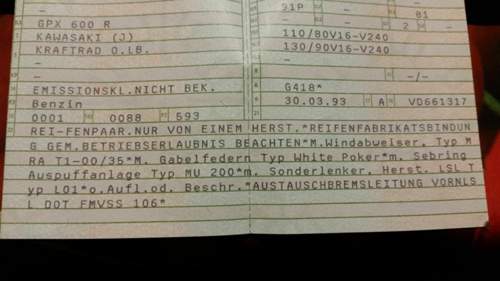 91P -
- 81
GPX 600 R - 2 -
KAWASAKI (J) 110/80V16-V240
KRAFTRAD O.LB. 130/90V16-V240
- -
- -/-
EMISSIONSKL.NICHT BEK. G418*
Benzin 30.03.93 A VD661317
0001 0088 593
REI-FENPAAR.NUR VON EINEM HERST.*REIFENFABRIKATSBINDUN
G GEM.BETRIEBSERLAUBNIS BEACHTEN*M.Windabweiser, Typ M
RA T1-00/35*M. Gabelfedern Typ White Poker*m. Sebring
Auspuffanlage Typ MU 200*m. Sonderlenker, Herst. LSL T
yp L01*o.Aufl.od. Beschr.*AUSTAUSCHBREMSLEITUNG VORNLS
L DOT FMVSS 106*